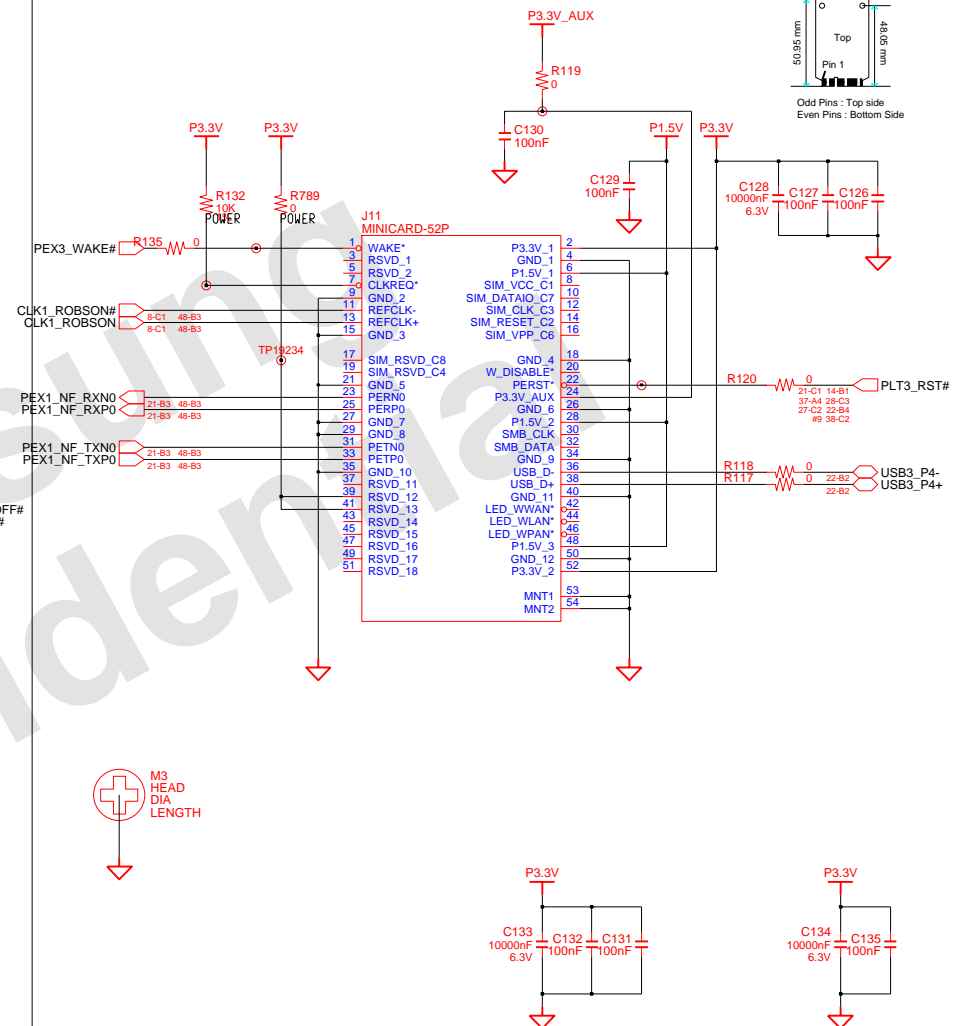 P3.3V_AUX
R119
0
C130
100nF
50.95 mm
48.05 mm
Top
Pin 1
Odd Pins : Top side
Even Pins : Bottom Side
P3.3V
P3.3V
P1.5V
P3.3V
C129
100nF
C128
10000nF
6.3V
C127
100nF
C126
100nF
R132
10K
POWER
R789
0
POWER
J11
MINICARD-52P
PEX3_WAKE#
R135
0
1 WAKE*
3 RSVD_1
5 RSVD_2
7 CLKREQ*
9 GND_2
11 REFCLK-
13 REFCLK+
15 GND_3
17 SIM_RSVD_C8
19 SIM_RSVD_C4
21 GND_5
23 PERN0
25 PERP0
27 GND_7
29 GND_8
31 PETN0
33 PETP0
35 GND_10
37 RSVD_11
39 RSVD_12
41 RSVD_13
43 RSVD_14
45 RSVD_15
47 RSVD_16
49 RSVD_17
51 RSVD_18
P3.3V_1 2
GND_1 4
P1.5V_1 6
SIM_VCC_C1 8
SIM_DATAIO_C7 10
SIM_CLK_C3 12
SIM_RESET_C2 14
SIM_VPP_C6 16
GND_4 18
W_DISABLE* 20
PERST* 22
P3.3V_AUX 24
GND_6 26
P1.5V_2 28
SMB_CLK 30
SMB_DATA 32
GND_9 34
USB_D- 36
USB_D+ 38
GND_11 40
LED_WWAN* 42
LED_WLAN* 44
LED_WPAN* 46
P1.5V_3 48
GND_12 50
P3.3V_2 52
MNT1 53
MNT2 54
CLK1_ROBSON#
8-C1 48-B3
CLK1_ROBSON
8-C1 48-B3
TP19234
PEX1_NF_RXN0
21-B3 48-B3
PEX1_NF_RXP0
21-B3 48-B3
PEX1_NF_TXN0
21-B3 48-B3
PEX1_NF_TXP0
21-B3 48-B3
R120
0
PLT3_RST#
21-C1 14-B1
37-A4 28-C3
27-C2 22-B4
#9 38-C2
R118
0
USB3_P4-
22-B2
R117
USB3_P4+
22-B2
OFF#
#
sung
idential
M3
HEAD
DIA
LENGTH
P3.3V
C133
10000nF
6.3V
C132
100nF
C131
100nF
P3.3V
C134
10000nF
6.3V
C135
100nF